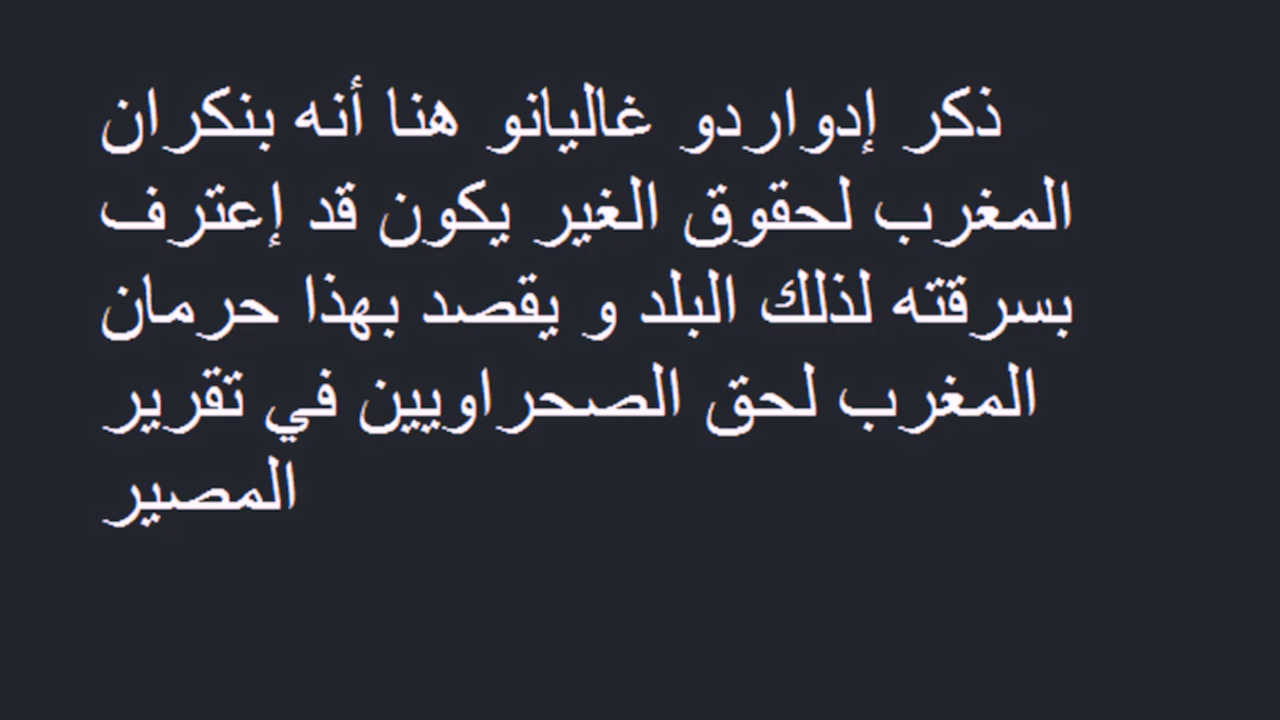 ذكر إدواردو غاليانو هنا أنه بنكران
المغرب لحقوق الغير يكون قد إعترف
بسرقته لذلك البلد و يقصد بهذا حرمان
المغرب لحق الصحراويين في تقرير
المصير